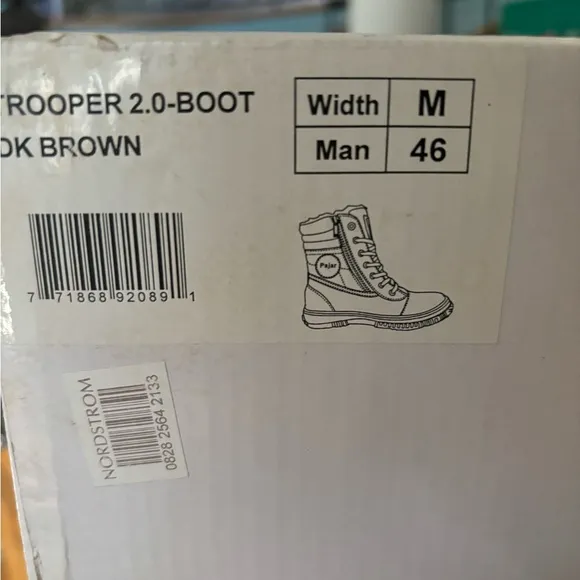 TROOPER 2.0-BOOT
DK BROWN
Width M
Man 46
Pajar
7 71868 92089 1
NORDSTROM
0828 2564 2133